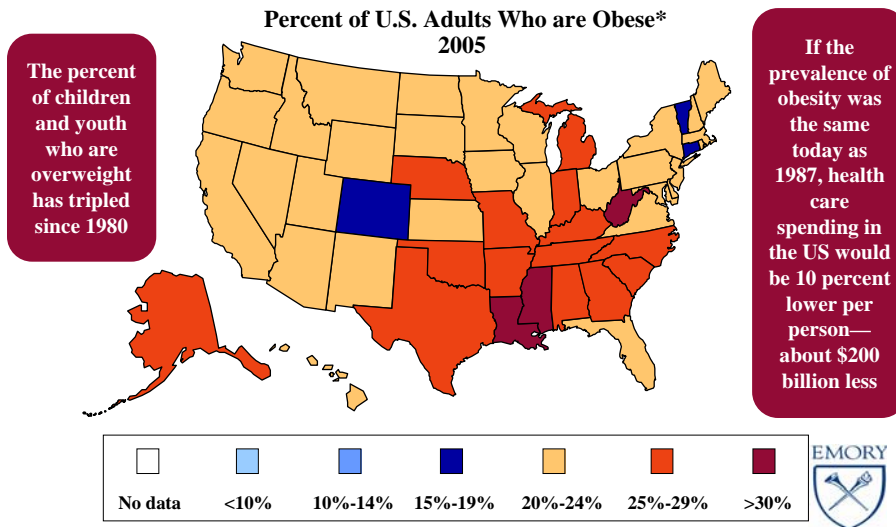 Percent of U.S. Adults Who are Obese*
2005
The percent
of children
and youth
who are
overweight
has tripled
since 1980
If the
prevalence of
obesity was
the same
today as
1987, health
care
spending in
the US would
be 10 percent
lower per
person—
about $200
billion less
No data
<10%
10%-14%
15%-19%
20%-24%
25%-29%
>30%
EMORY